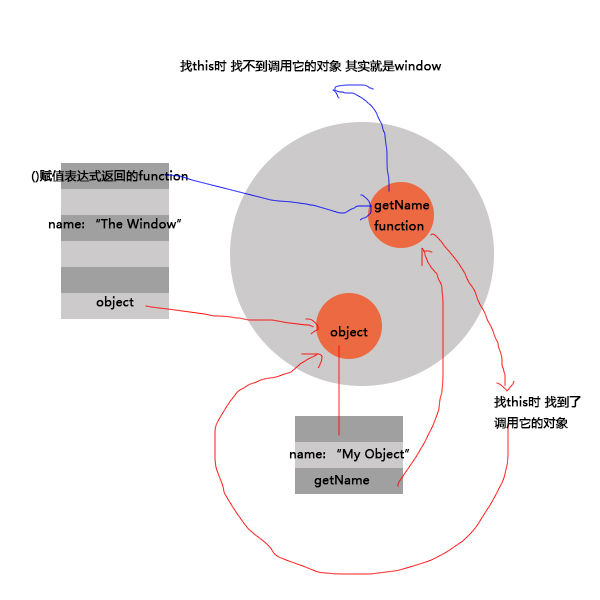 找this时 找不到调用它的对象 其实就是window
()赋值表达式返回的function
name: “The Window”
object
getName
function
object
name: “My Object”
getName
找this时 找到了
调用它的对象